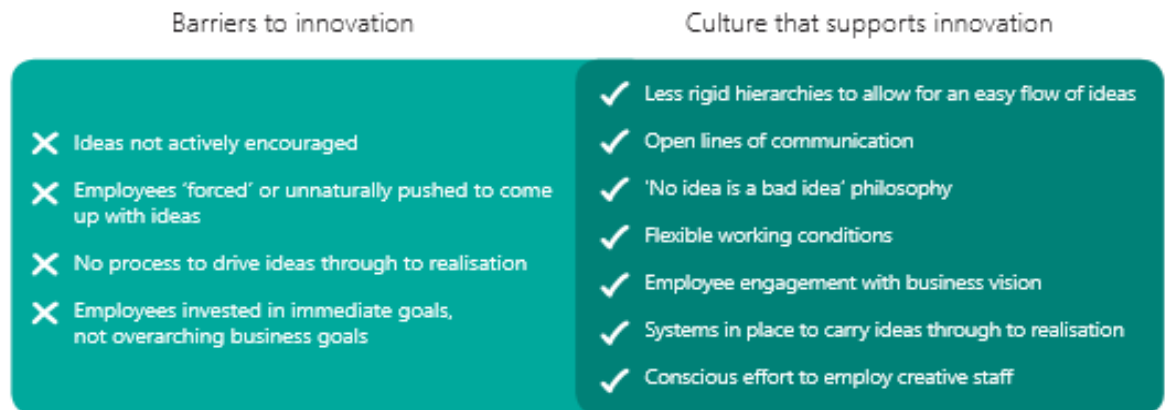 Barriers to innovation
Culture that supports innovation
Ideas not actively encouraged
Employees ‘forced’ or unnaturally pushed to come
up with ideas
No process to drive ideas through to realisation
Employees invested in immediate goals,
not overarching business goals
Less rigid hierarchies to allow for an easy flow of ideas
Open lines of communication
‘No idea is a bad idea’ philosophy
Flexible working conditions
Employee engagement with business vision
Systems in place to carry ideas through to realisation
Conscious effort to employ creative staff